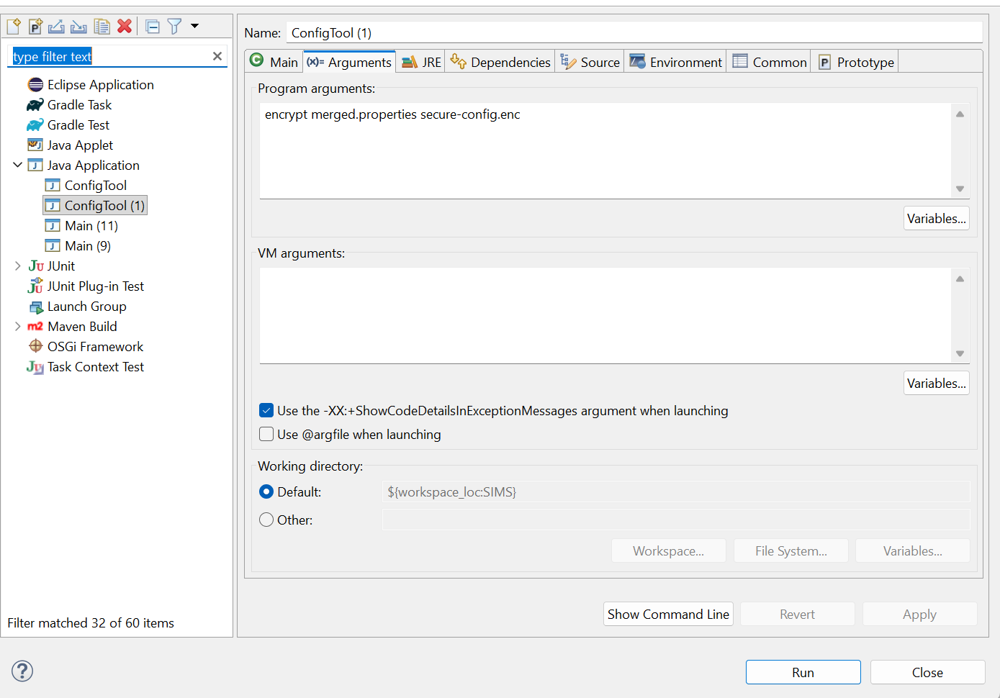 type filter text
Eclipse Application
Gradle Task
Gradle Test
Java Applet
Java Application
ConfigTool
ConfigTool (1)
Main (11)
Main (9)
JUnit
JUnit Plug-in Test
Launch Group
Maven Build
OSGi Framework
Task Context Test
Filter matched 32 of 60 items
Name: ConfigTool (1)
Main (x)= Arguments JRE Dependencies Source Environment Common Prototype
Program arguments:
encrypt merged.properties secure-config.enc
Variables...
VM arguments:
Variables...
Use the -XX:+ShowCodeDetailsInExceptionMessages argument when launching
Use @argfile when launching
Working directory:
Default: ${workspace_loc:SIMS}
Other:
Workspace... File System... Variables...
Show Command Line Revert Apply
Run Close